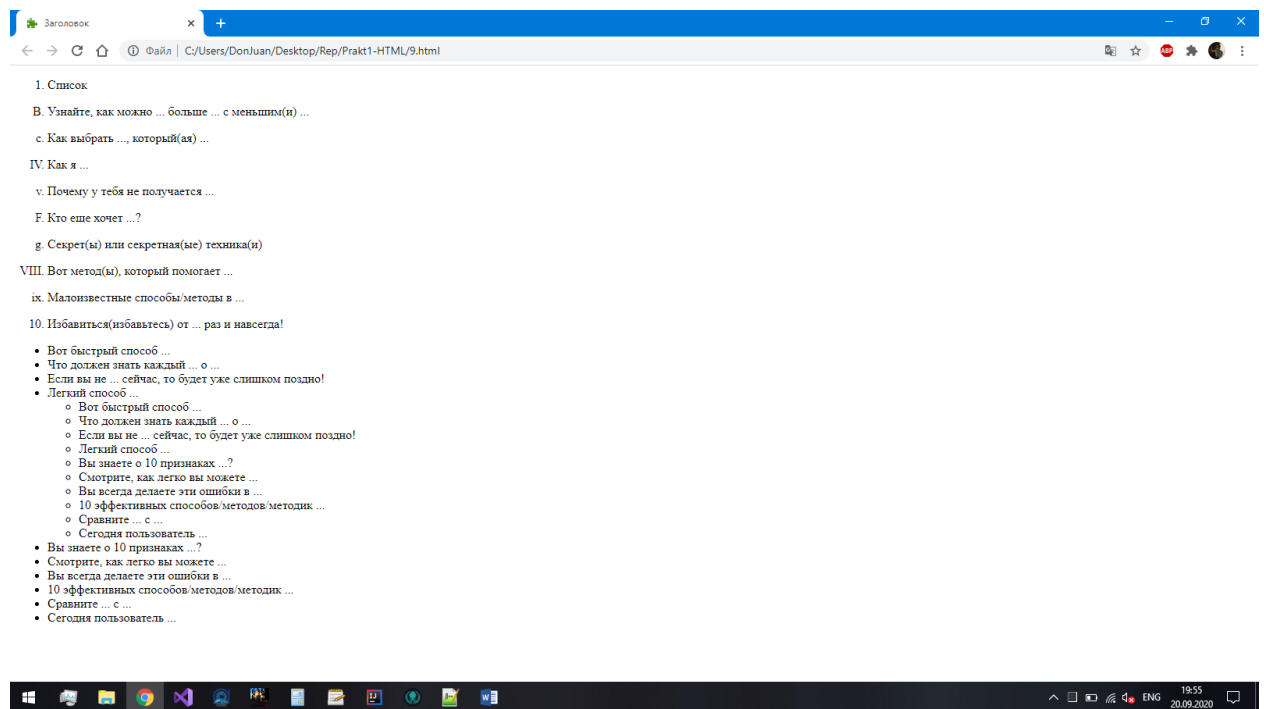 Заголовок
Файл | C:/Users/DonJuan/Desktop/Rep/Prakt1-HTML/9.html
ABP
1. Список
B. Узнайте, как можно ... больше ... с меньшим(и) ...
c. Как выбрать ..., который(ая) ...
IV. Как я ...
v. Почему у тебя не получается ...
F. Кто еще хочет ...?
g. Секрет(ы) или секретная(ые) техника(и)
VIII. Вот метод(ы), который помогает ...
ix. Малоизвестные способы/методы в ...
10. Избавиться(избавьтесь) от ... раз и навсегда!
Вот быстрый способ ...
Что должен знать каждый ... о ...
Если вы не ... сейчас, то будет уже слишком поздно!
Легкий способ ...
Вот быстрый способ ...
Что должен знать каждый ... о ...
Если вы не ... сейчас, то будет уже слишком поздно!
Легкий способ ...
Вы знаете о 10 признаках ...?
Смотрите, как легко вы можете ...
Вы всегда делаете эти ошибки в ...
10 эффективных способов/методов/методик ...
Сравните ... с ...
Сегодня пользователь ...
Вы знаете о 10 признаках ...?
Смотрите, как легко вы можете ...
Вы всегда делаете эти ошибки в ...
10 эффективных способов/методов/методик ...
Сравните ... с ...
Сегодня пользователь ...
ENG
19:55
20.09.2020